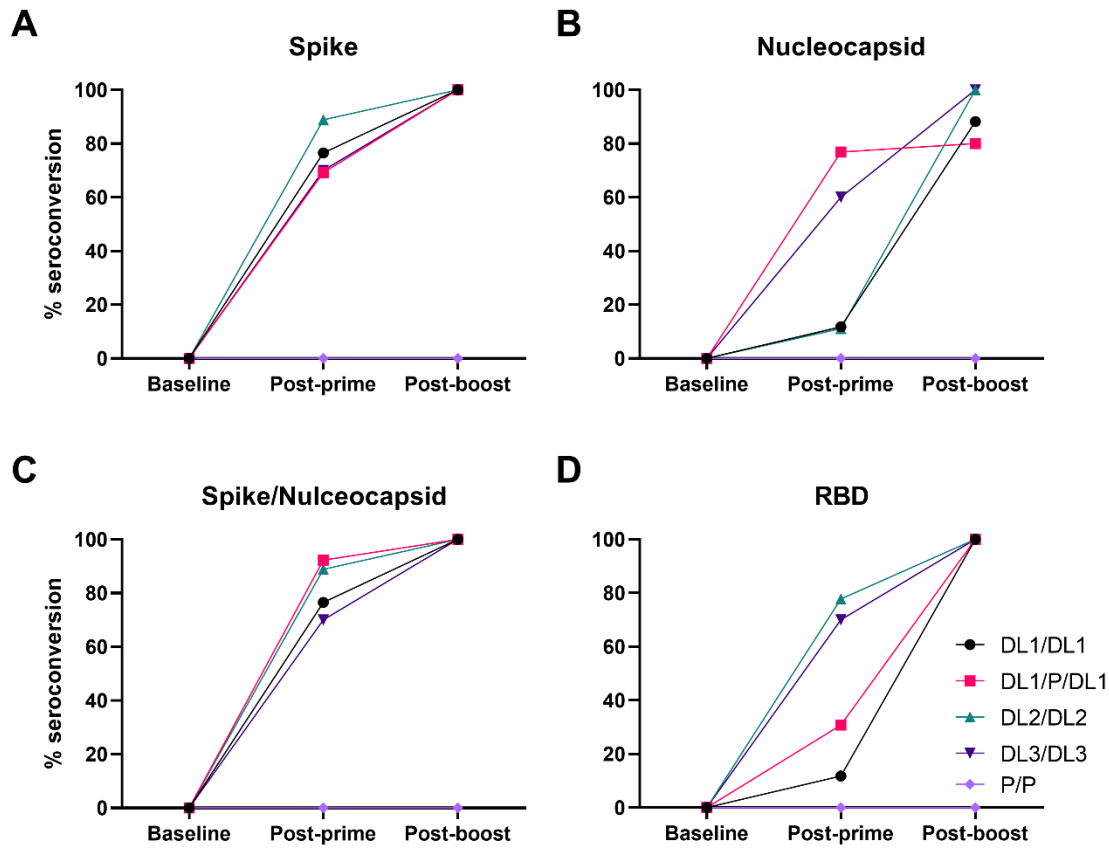 A
Spike
% seroconversion
100
80
60
40
20
0
Baseline Post-prime Post-boost
B
Nucleocapsid
100
80
60
40
20
0
Baseline Post-prime Post-boost
C
Spike/Nulceocapsid
% seroconversion
100
80
60
40
20
0
Baseline Post-prime Post-boost
D
RBD
100
80
60
40
20
0
Baseline Post-prime Post-boost
DL1/DL1
DL1/P/DL1
DL2/DL2
DL3/DL3
P/P